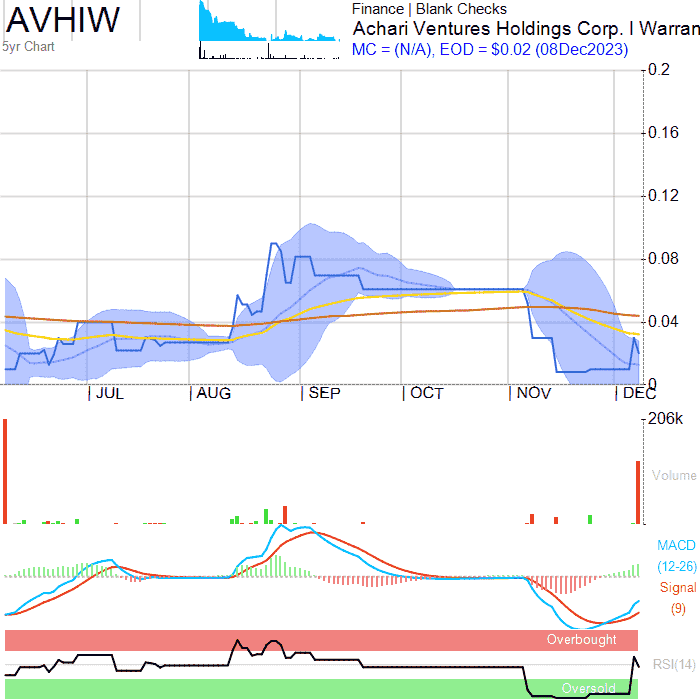 AVHIW
5yr Chart
Finance | Blank Checks
Achari Ventures Holdings Corp. I Warran
MC = (N/A), EOD = $0.02 (08Dec2023)
0.2
0.16
0.12
0.08
0.04
0
JUL AUG SEP OCT NOV DEC
206k
Volume
MACD
(12-26)
Signal
(9)
Overbought
RSI(14)
Oversold